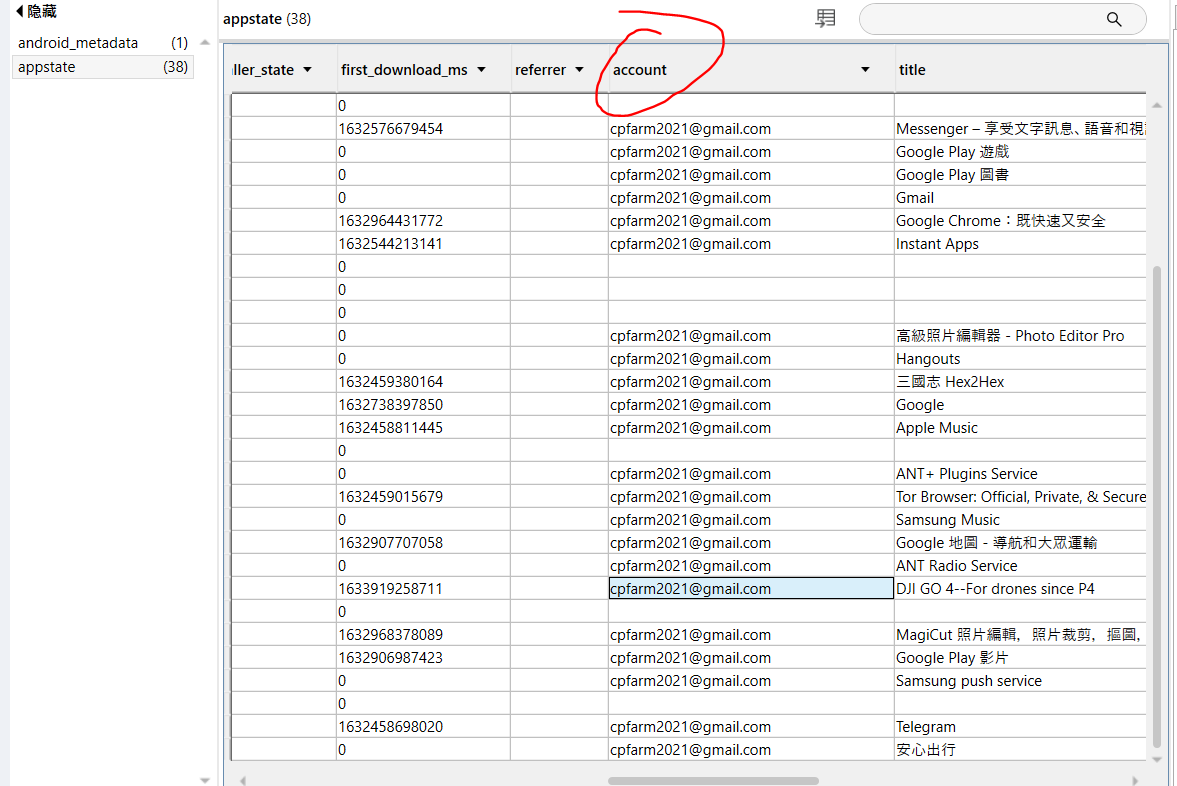 隐藏
android_metadata (1)
appstate (38)
appstate (38)
ller_state first_download_ms referrer account title
0
1632576679454 cpfarm2021@gmail.com Messenger – 享受文字訊息、語音和視
0 cpfarm2021@gmail.com Google Play 遊戲
0 cpfarm2021@gmail.com Google Play 圖書
0 cpfarm2021@gmail.com Gmail
1632964431772 cpfarm2021@gmail.com Google Chrome：既快速又安全
1632544213141 cpfarm2021@gmail.com Instant Apps
0
0
0
0 cpfarm2021@gmail.com 高級照片編輯器 - Photo Editor Pro
0 cpfarm2021@gmail.com Hangouts
1632459380164 cpfarm2021@gmail.com 三國志 Hex2Hex
1632738397850 cpfarm2021@gmail.com Google
1632458811445 cpfarm2021@gmail.com Apple Music
0
0 cpfarm2021@gmail.com ANT+ Plugins Service
1632459015679 cpfarm2021@gmail.com Tor Browser: Official, Private, & Secure
0 cpfarm2021@gmail.com Samsung Music
1632907707058 cpfarm2021@gmail.com Google 地圖 - 導航和大眾運輸
0 cpfarm2021@gmail.com ANT Radio Service
1633919258711 cpfarm2021@gmail.com DJI GO 4--For drones since P4
0
1632968378089 cpfarm2021@gmail.com MagiCut 照片編輯，照片裁剪，摳圖，
1632906987423 cpfarm2021@gmail.com Google Play 影片
0 cpfarm2021@gmail.com Samsung push service
0
1632458698020 cpfarm2021@gmail.com Telegram
0 cpfarm2021@gmail.com 安心出行